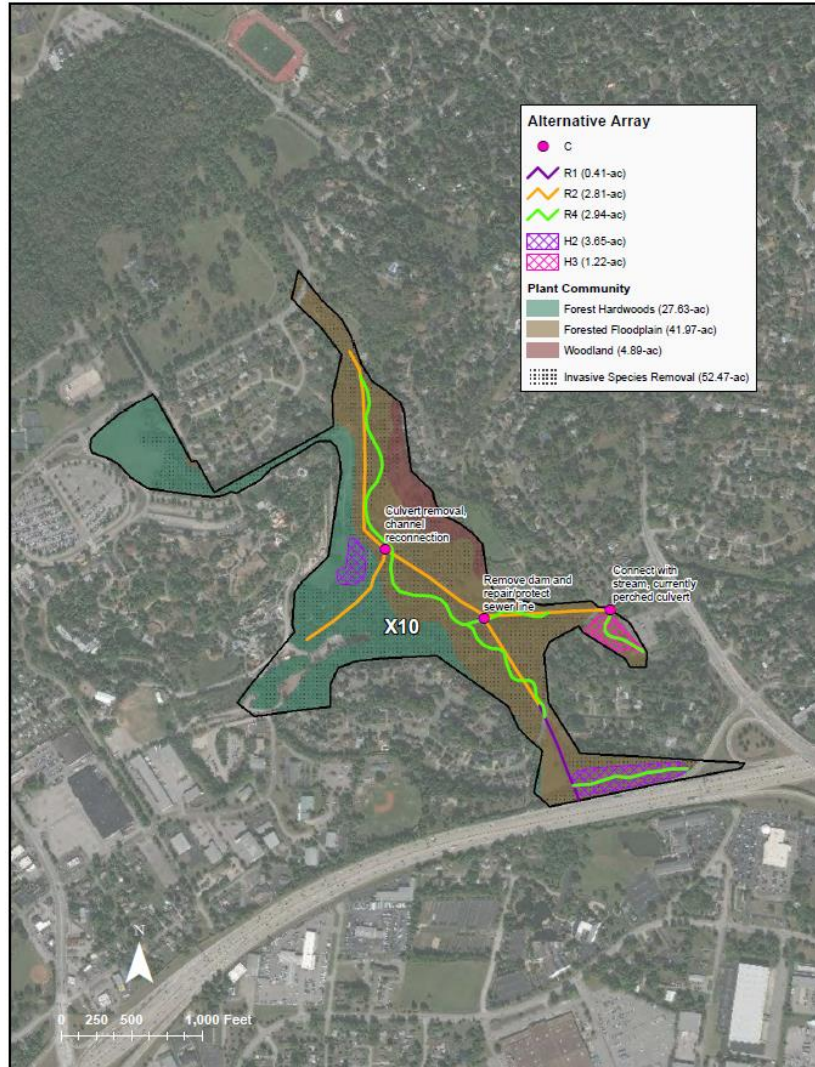 Alternative Array
C
R1 (0.41-ac)
R2 (2.81-ac)
R4 (2.94-ac)
H2 (3.65-ac)
H3 (1.22-ac)
Plant Community
Forest Hardwoods (27.63-ac)
Forested Floodplain (41.97-ac)
Woodland (4.89-ac)
Invasive Species Removal (52.47-ac)
Culvert removal,
channel
reconnection
Remove dam and
repair/protect
sewer line
Connect with
stream, currently
perched culvert
X10
N
0 250 500 1,000 Feet